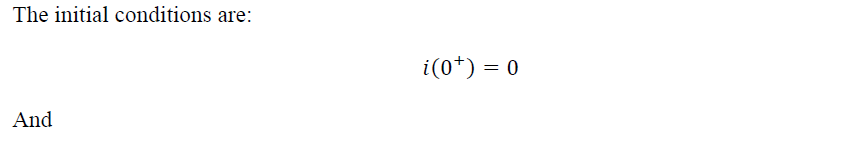 The initial conditions are:
i(0⁺) = 0
And